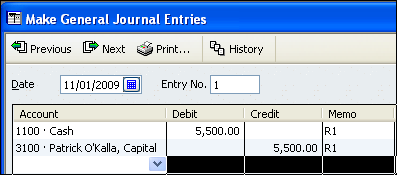 Make General Journal Entries
Previous Next Print... History
Date 11/01/2009 Entry No. 1
Account Debit Credit Memo
1100 · Cash 5,500.00 R1
3100 · Patrick O'Kalla, Capital 5,500.00 R1